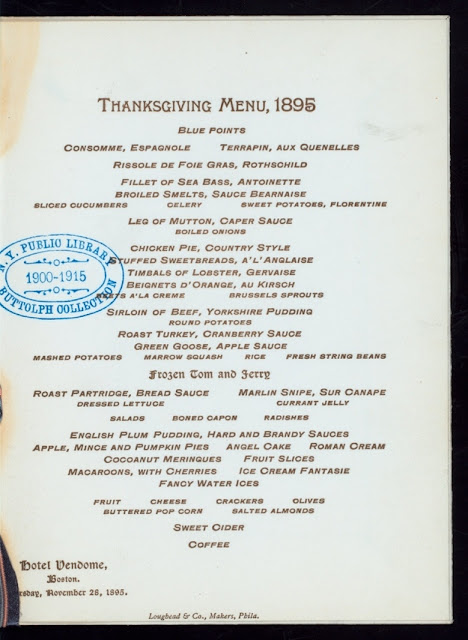 THANKSGIVING MENU, 1895
BLUE POINTS
CONSOMME, ESPAGNOLE TERRAPIN, AUX QUENELLES
RISSOLE DE FOIE GRAS, ROTHSCHILD
FILLET OF SEA BASS, ANTOINETTE
BROILED SMELTS, SAUCE BEARNAISE
SLICED CUCUMBERS CELERY SWEET POTATOES, FLORENTINE
LEG OF MUTTON, CAPER SAUCE
BOILED ONIONS
CHICKEN PIE, COUNTRY STYLE
STUFFED SWEETBREADS, A'L'ANGLAISE
TIMBALS OF LOBSTER, GERVAISE
BEIGNETS D'ORANGE, AU KIRSCH
A'LA CREME BRUSSELS SPROUTS
N. Y. PUBLIC LIBRARY
1900-1915
BUTTOLPH COLLECTION
SIRLOIN OF BEEF, YORKSHIRE PUDDING
ROUND POTATOES
ROAST TURKEY, CRANBERRY SAUCE
GREEN GOOSE, APPLE SAUCE
MASHED POTATOES MARROW SQUASH RICE FRESH STRING BEANS
Frozen Tom and Jerry
ROAST PARTRIDGE, BREAD SAUCE MARLIN SNIPE, SUR CANAPE
DRESSED LETTUCE CURRANT JELLY
SALADS BONED CAPON RADISHES
ENGLISH PLUM PUDDING, HARD AND BRANDY SAUCES
APPLE, MINCE AND PUMPKIN PIES ANGEL CAKE ROMAN CREAM
COCOANUT MERINGUES FRUIT SLICES
MACAROONS, WITH CHERRIES ICE CREAM FANTASIE
FANCY WATER ICES
FRUIT CHEESE CRACKERS OLIVES
BUTTERED POP CORN SALTED ALMONDS
SWEET CIDER
COFFEE
Hotel Vendome,
Boston.
rsday, November 28, 1895.
Loughead & Co., Makers, Phila.